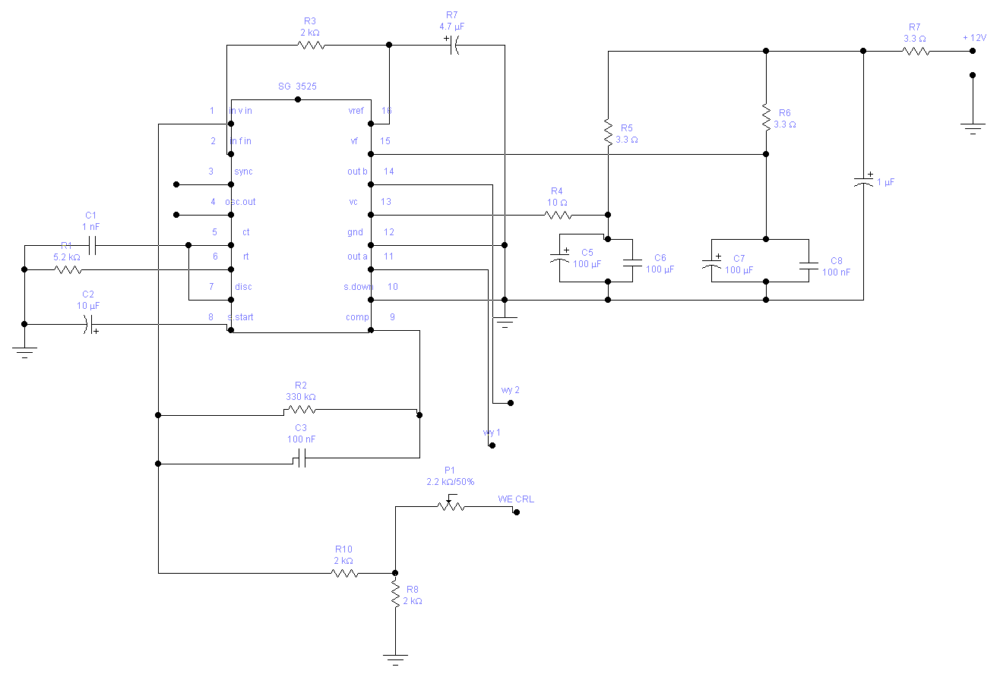 R3
2 kΩ
R7
4.7 µF
R7
3.3 Ω
+ 12V
SG 3525
1 in v in vref 16
2 in f in vf 15
3 sync out b 14
4 osc.out vc 13
5 ct gnd 12
6 rt out a 11
7 disc s.down 10
8 s.start comp 9
R5
3.3 Ω
R6
3.3 Ω
1 µF
R4
10 Ω
C1
1 nF
R1
5.2 kΩ
C2
10 µF
C5
100 µF
C6
100 µF
C7
100 µF
C8
100 nF
R2
330 kΩ
C3
100 nF
wy 2
wy 1
P1
2.2 kΩ/50%
WE CRL
R10
2 kΩ
R8
2 kΩ